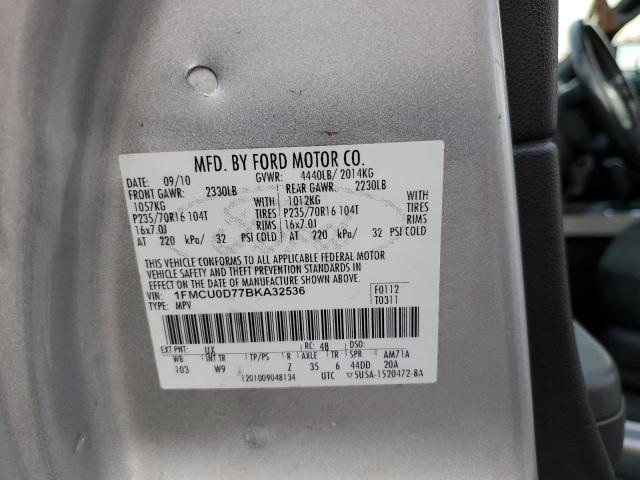 MFD. BY FORD MOTOR CO.
DATE: 09/10 GVWR: 4440LB/ 2014KG
FRONT GAWR: 2330LB REAR GAWR: 2230LB
1057KG 1012KG
P235/70R16 104T TIRES P235/70R16 104T TIRES
16x7.0J RIMS 16x7.0J RIMS
AT 220 kPa/ 32 PSI COLD AT 220 kPa/ 32 PSI COLD
THIS VEHICLE CONFORMS TO ALL APPLICABLE FEDERAL MOTOR
VEHICLE SAFETY AND THEFT PREVENTION STANDARDS IN
EFFECT ON THE DATE OF MANUFACTURE SHOWN ABOVE.
VIN: 1FMCU0D77BKA32536 F0112
TYPE: MPV T0311
EXT PNT: UX RC: 48 AM71A
WB INT TR TP/PS R AXLE TR SPR
103 W9 Z 35 6 44DD 20A
1201009048134 UTC ▽5U5A-1520472-BA